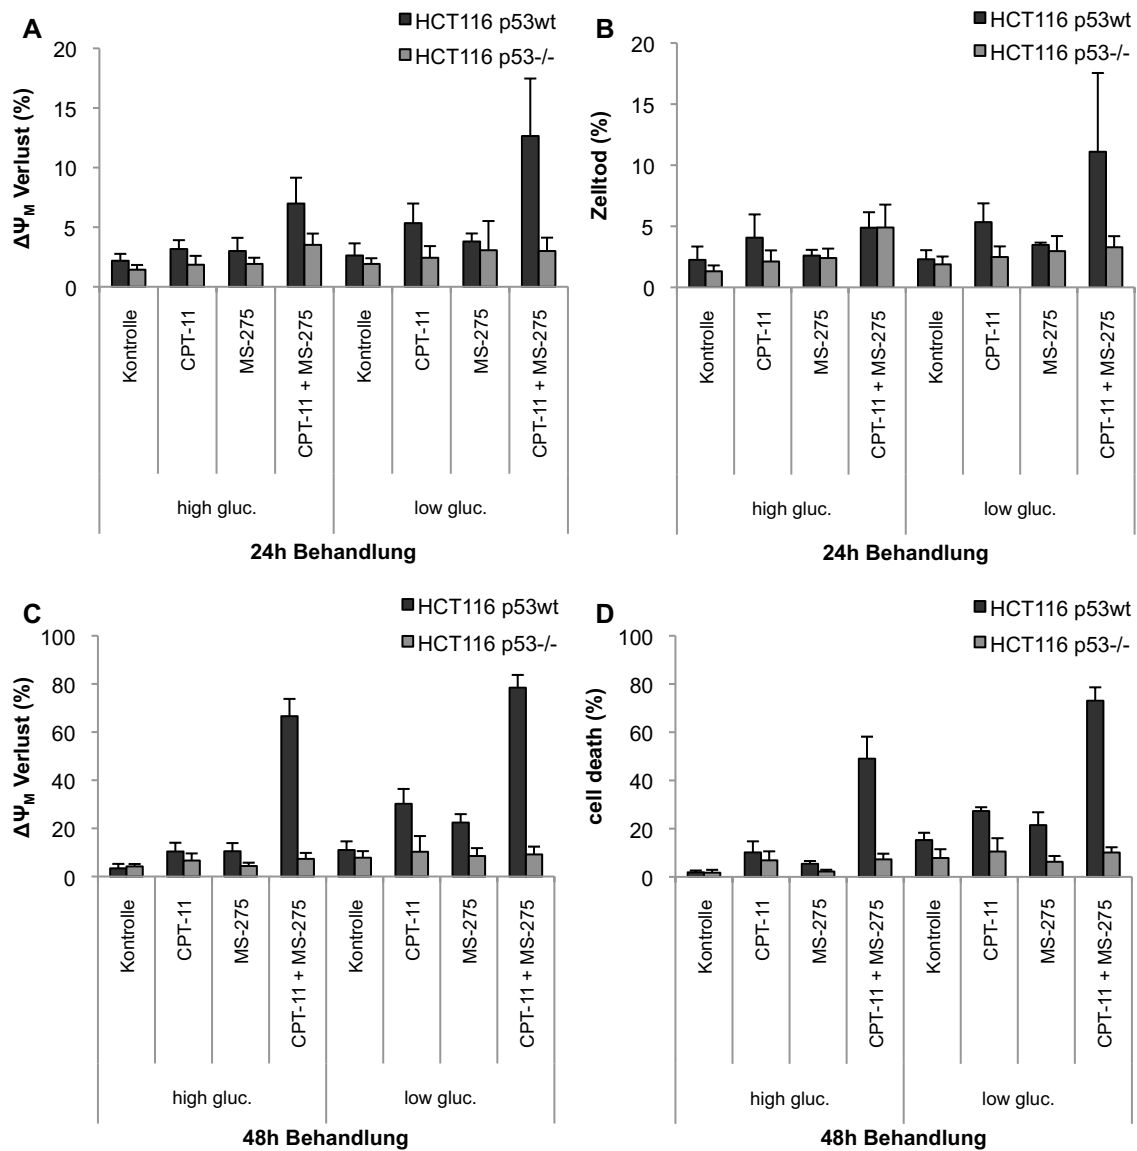 A
HCT116 p53wt
HCT116 p53-/-
ΔΨM Verlust (%)
20
15
10
5
0
Kontrolle
CPT-11
MS-275
CPT-11 + MS-275
Kontrolle
CPT-11
MS-275
CPT-11 + MS-275
high gluc.
low gluc.
24h Behandlung
B
HCT116 p53wt
HCT116 p53-/-
Zelltod (%)
20
15
10
5
0
Kontrolle
CPT-11
MS-275
CPT-11 + MS-275
Kontrolle
CPT-11
MS-275
CPT-11 + MS-275
high gluc.
low gluc.
24h Behandlung
C
HCT116 p53wt
HCT116 p53-/-
ΔΨM Verlust (%)
100
80
60
40
20
0
Kontrolle
CPT-11
MS-275
CPT-11 + MS-275
Kontrolle
CPT-11
MS-275
CPT-11 + MS-275
high gluc.
low gluc.
48h Behandlung
D
HCT116 p53wt
HCT116 p53-/-
cell death (%)
100
80
60
40
20
0
Kontrolle
CPT-11
MS-275
CPT-11 + MS-275
Kontrolle
CPT-11
MS-275
CPT-11 + MS-275
high gluc.
low gluc.
48h Behandlung